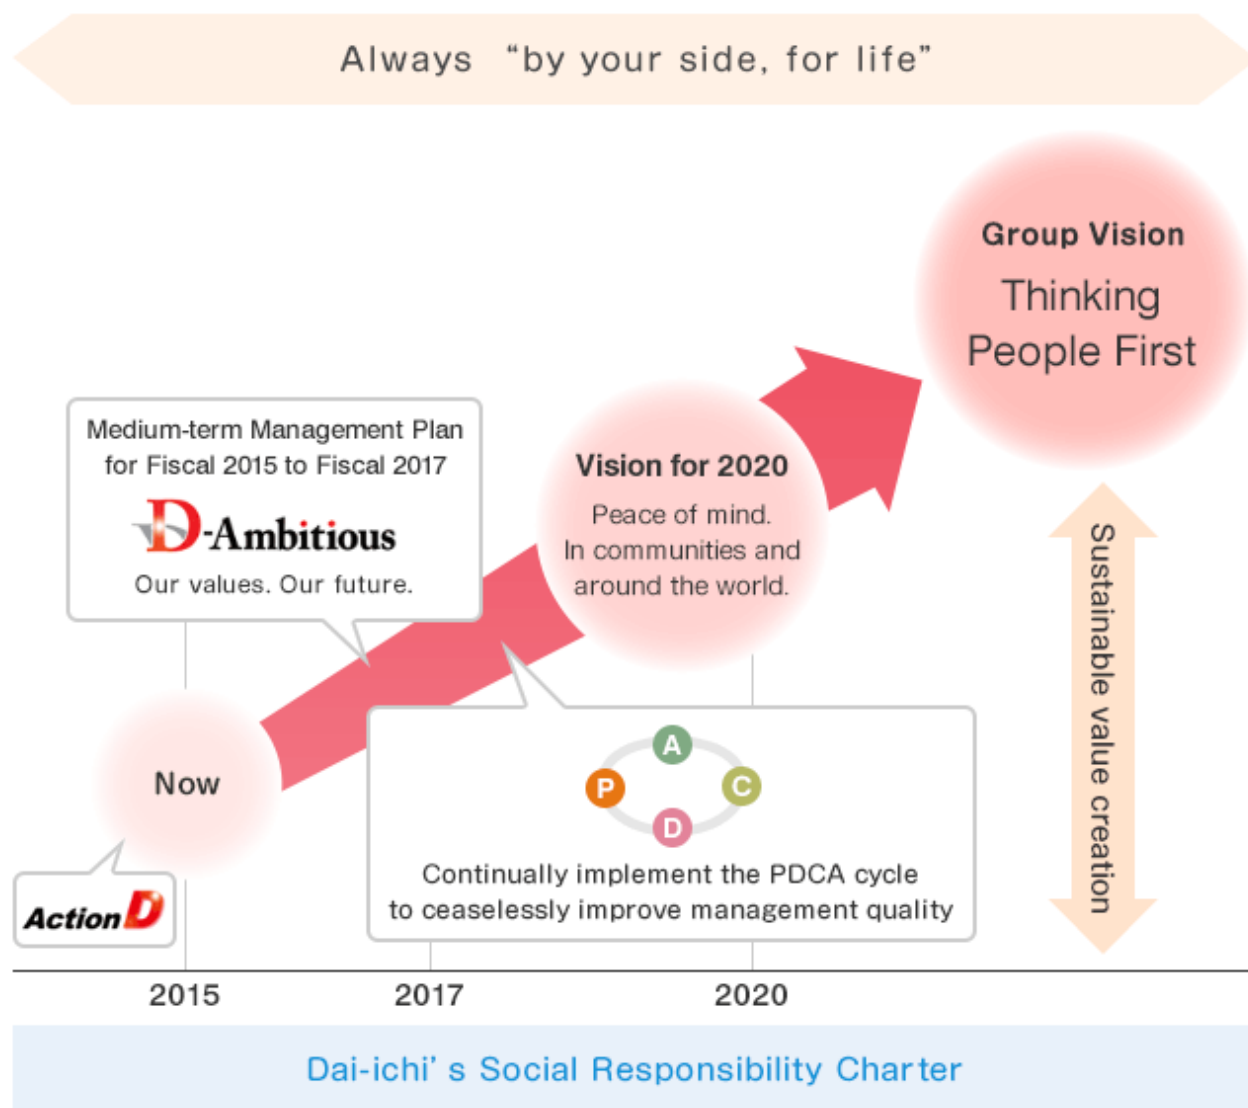 Always “by your side, for life”
Group Vision
Thinking
People First
Medium-term Management Plan
for Fiscal 2015 to Fiscal 2017
D-Ambitious
Our values. Our future.
Vision for 2020
Peace of mind.
In communities and
around the world.
Sustainable value creation
Now
Action D
A
P
C
D
Continually implement the PDCA cycle
to ceaselessly improve management quality
2015
2017
2020
Dai-ichi’ s Social Responsibility Charter